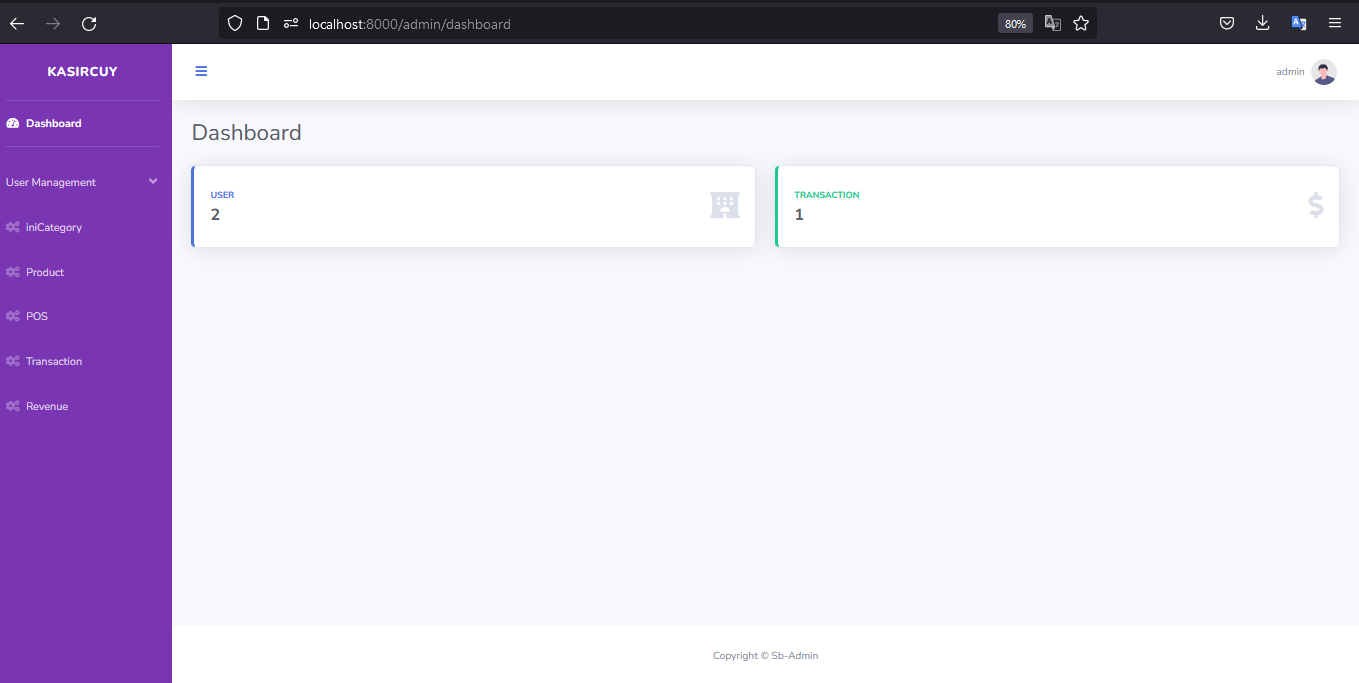 localhost:8000/admin/dashboard
80%
KASIRCUY
admin
Dashboard
User Management
iniCategory
Product
POS
Transaction
Revenue
Dashboard
USER
2
TRANSACTION
1
Copyright © Sb-Admin